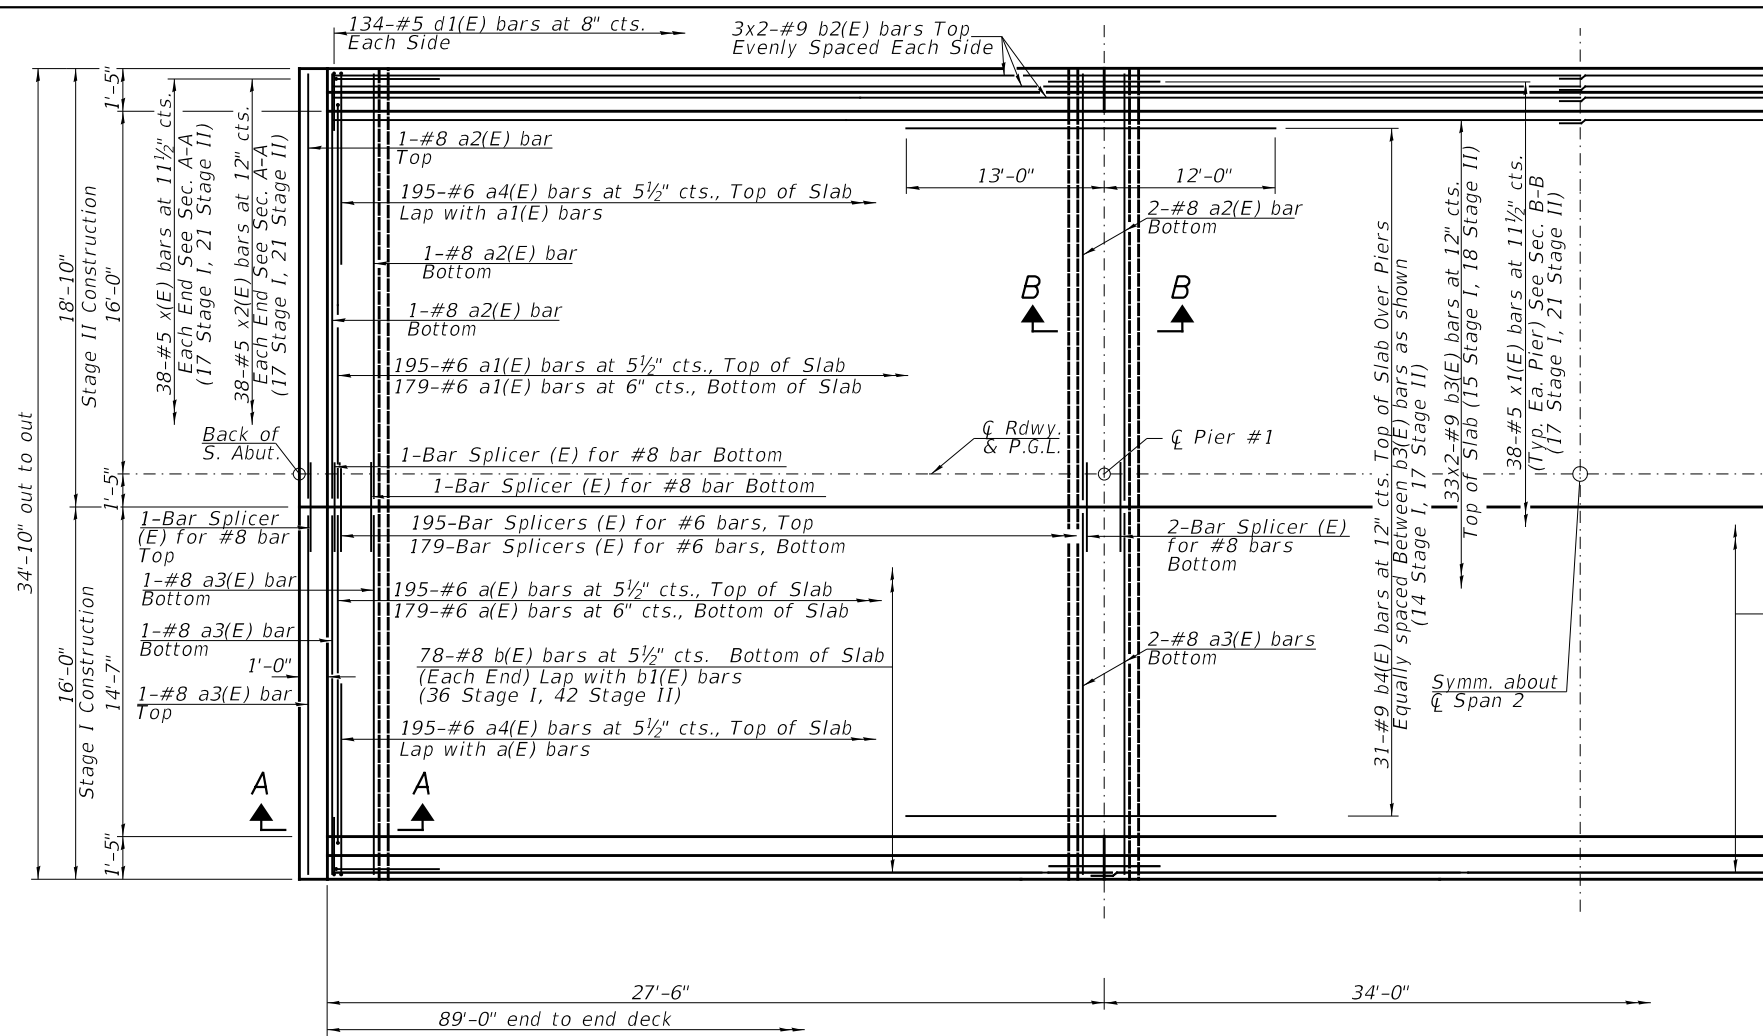 134-#5 d1(E) bars at 8" cts.
Each Side
3x2-#9 b2(E) bars Top
Evenly Spaced Each Side
34'-10" out to out
18'-10"
Stage II Construction
16'-0"
Stage I Construction
1'-5"
16'-0"
1'-5"
14'-7"
1'-5"
38-#5 x(E) bars at 11½" cts.
Each End See Sec. A-A
(17 Stage I, 21 Stage II)
38-#5 x2(E) bars at 12" cts.
Each End See Sec. A-A
(17 Stage I, 21 Stage II)
1-#8 a2(E) bar
Top
195-#6 a4(E) bars at 5½" cts., Top of Slab
Lap with a1(E) bars
1-#8 a2(E) bar
Bottom
1-#8 a2(E) bar
Bottom
195-#6 a1(E) bars at 5½" cts., Top of Slab
179-#6 a1(E) bars at 6" cts., Bottom of Slab
Back of
S. Abut.
1-Bar Splicer (E) for #8 bar Bottom
1-Bar Splicer (E) for #8 bar Bottom
1-Bar Splicer
(E) for #8 bar
Top
195-Bar Splicers (E) for #6 bars, Top
179-Bar Splicers (E) for #6 bars, Bottom
1-#8 a3(E) bar
Bottom
195-#6 a(E) bars at 5½" cts., Top of Slab
179-#6 a(E) bars at 6" cts., Bottom of Slab
1-#8 a3(E) bar
Bottom
1'-0"
78-#8 b(E) bars at 5½" cts. Bottom of Slab
(Each End) Lap with b1(E) bars
(36 Stage I, 42 Stage II)
1-#8 a3(E) bar
Top
195-#6 a4(E) bars at 5½" cts., Top of Slab
Lap with a(E) bars
A A
13'-0" 12'-0"
2-#8 a2(E) bar
Bottom
B B
℄ Rdwy.
& P.G.L.
℄ Pier #1
2-Bar Splicer (E)
for #8 bars
Bottom
2-#8 a3(E) bars
Bottom
31-#9 b4(E) bars at 12" cts. Top of Slab Over Piers
Equally spaced Between b3(E) bars as shown
(14 Stage I, 17 Stage II)
33x2-#9 b3(E) bars at 12" cts.
Top of Slab (15 Stage I, 18 Stage II)
38-#5 x1(E) bars at 11½" cts.
(Typ. Ea. Pier) See Sec. B-B
(17 Stage I, 21 Stage II)
Symm. about
℄ Span 2
27'-6" 34'-0"
89'-0" end to end deck